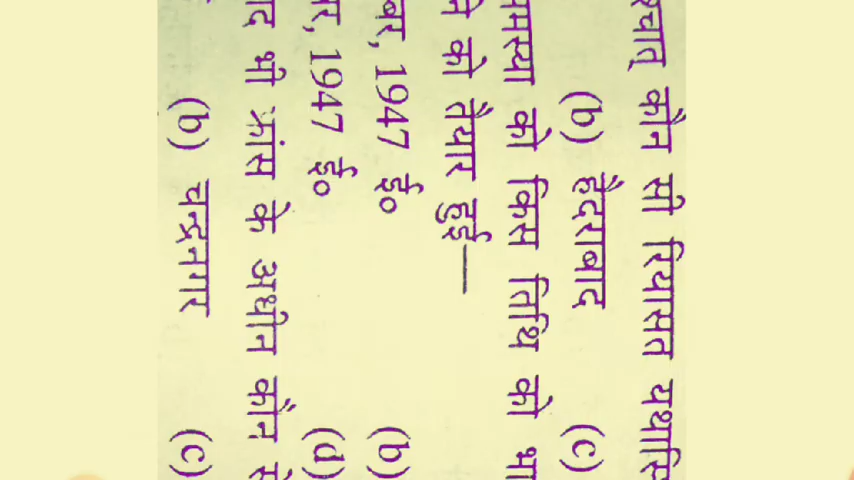 कौन सी रियासत
(b) हैदराबाद (c)
को किस तिथि को
को तैयार हुई—
1947 ई० (b)
1947 ई० (d)
भी फ्रांस के अधीन कौन
(b) चन्द्रनगर (c)